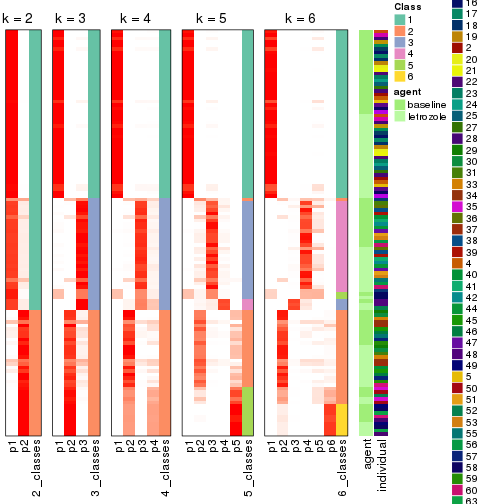 k = 2
k = 3
k = 4
k = 5
k = 6
p1
p2
2_classes
p1
p2
p3
3_classes
p1
p2
p3
p4
4_classes
p1
p2
p3
p4
p5
5_classes
p1
p2
p3
p4
p5
p6
6_classes
agent
individual
Class
1
2
3
4
5
6
agent
baseline
letrozole
16
17
18
19
2
20
21
22
23
24
25
27
28
29
30
31
33
34
35
36
37
38
39
4
40
41
42
44
45
46
47
48
49
5
50
51
52
53
55
56
57
58
59
60
63